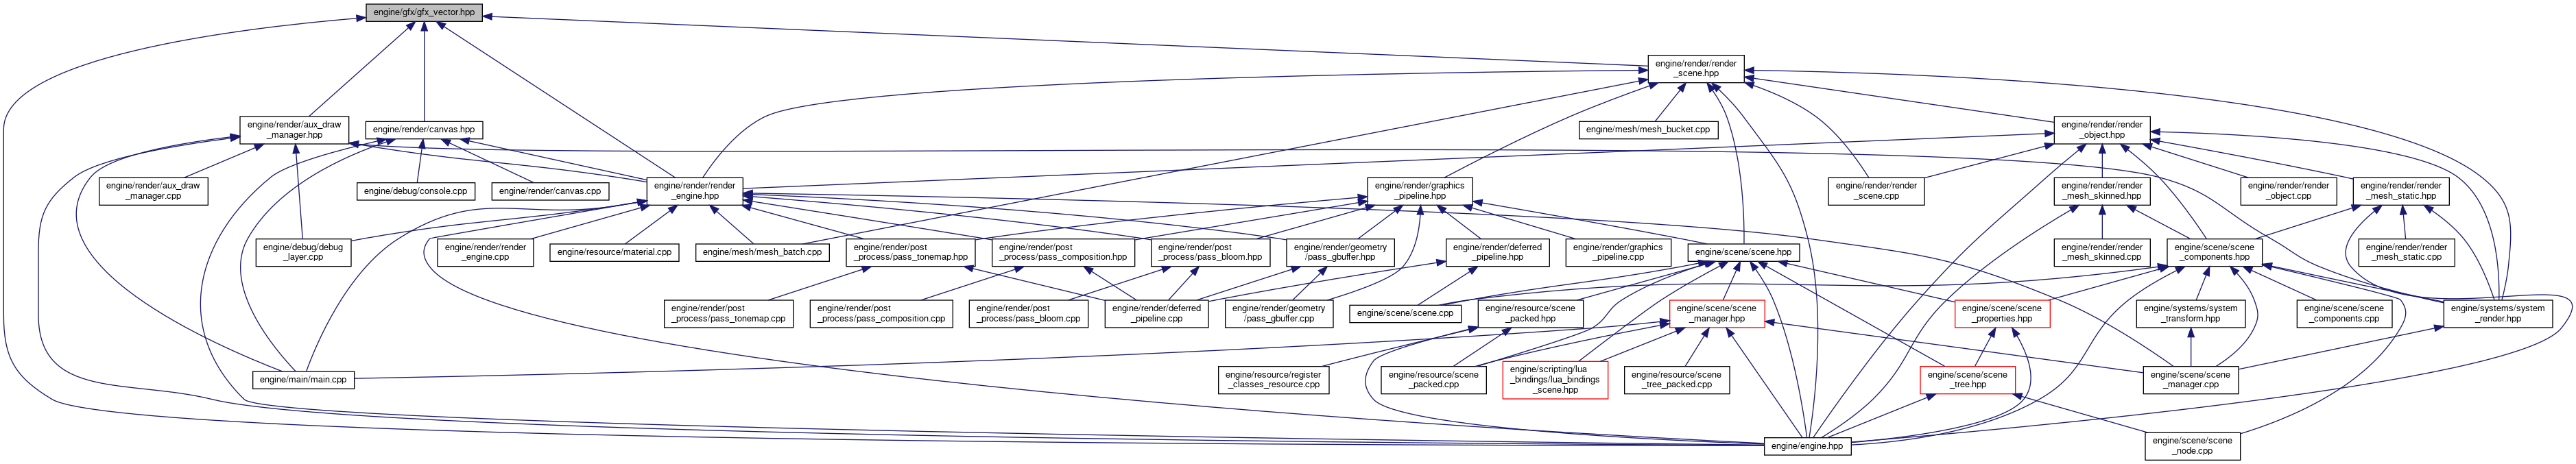 engine/gfx/gfx_vector.hpp
engine/render/render
_scene.hpp
engine/render/aux_draw
_manager.hpp
engine/render/canvas.hpp
engine/mesh/mesh_bucket.cpp
engine/render/render
_object.hpp
engine/render/aux_draw
_manager.cpp
engine/debug/console.cpp
engine/render/canvas.cpp
engine/render/render
_engine.hpp
engine/render/graphics
_pipeline.hpp
engine/render/render
_scene.cpp
engine/render/render
_mesh_skinned.hpp
engine/render/render
_object.cpp
engine/render/render
_mesh_static.hpp
engine/debug/debug
_layer.cpp
engine/render/render
_engine.cpp
engine/resource/material.cpp
engine/mesh/mesh_batch.cpp
engine/render/post
_process/pass_tonemap.hpp
engine/render/post
_process/pass_composition.hpp
engine/render/post
_process/pass_bloom.hpp
engine/render/geometry
/pass_gbuffer.hpp
engine/render/deferred
_pipeline.hpp
engine/render/graphics
_pipeline.cpp
engine/scene/scene.hpp
engine/render/render
_mesh_skinned.cpp
engine/scene/scene
_components.hpp
engine/render/render
_mesh_static.cpp
engine/render/post
_process/pass_tonemap.cpp
engine/render/post
_process/pass_composition.cpp
engine/render/post
_process/pass_bloom.cpp
engine/render/deferred
_pipeline.cpp
engine/render/geometry
/pass_gbuffer.cpp
engine/scene/scene.cpp
engine/resource/scene
_packed.hpp
engine/scene/scene
_manager.hpp
engine/scene/scene
_properties.hpp
engine/systems/system
_transform.hpp
engine/scene/scene
_components.cpp
engine/systems/system
_render.hpp
engine/main/main.cpp
engine/resource/register
_classes_resource.cpp
engine/resource/scene
_packed.cpp
engine/scripting/lua
_bindings/lua_bindings
_scene.hpp
engine/resource/scene
_tree_packed.cpp
engine/scene/scene
_tree.hpp
engine/scene/scene
_manager.cpp
engine/engine.hpp
engine/scene/scene
_node.cpp